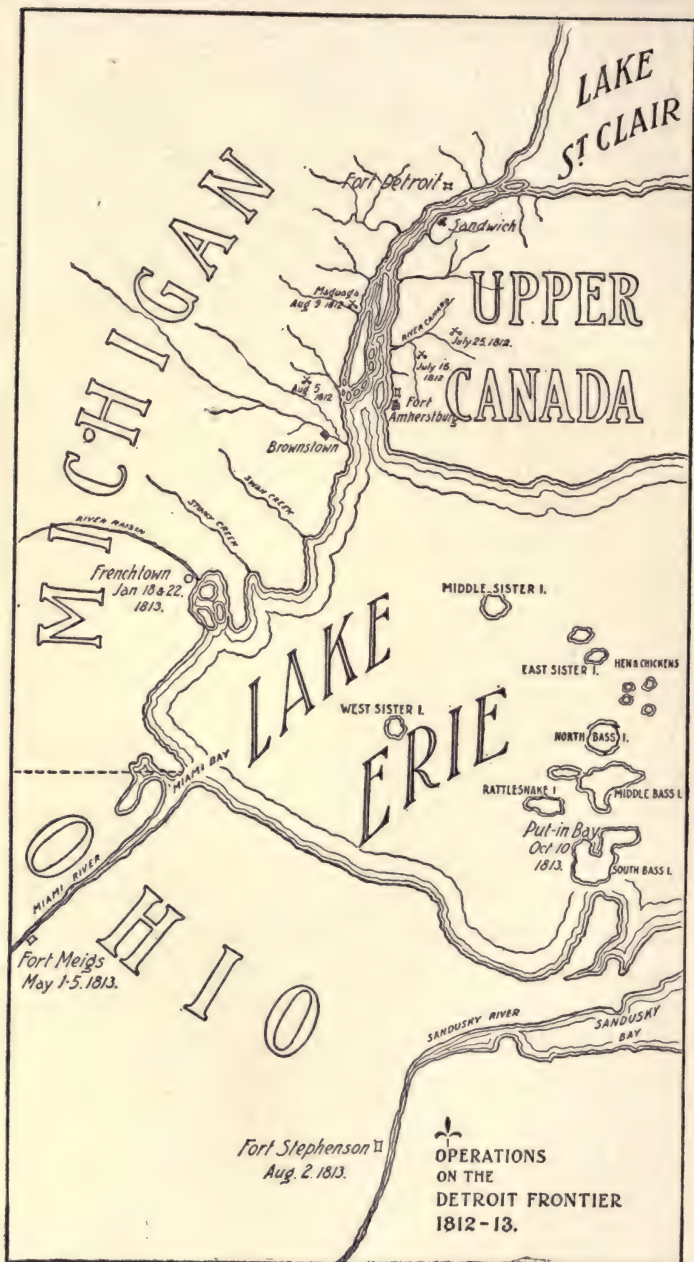 LAKE
ST CLAIR
Fort Detroit
Sandwich
MICHIGAN
UPPER
CANADA
Maguaga
Aug 9 1812
RIVER CANARD
July 25. 1812.
July 16.
1812
Aug 5
1812
Fort
Amherstburg
Brownstown
SWAN CREEK
STONY CREEK
RIVER RAISIN
Frenchtown
Jan 18 & 22.
1813.
LAKE
ERIE
MIDDLE SISTER I.
EAST SISTER I.
HEN & CHICKENS
WEST SISTER I.
NORTH BASS I.
RATTLESNAKE I
MIDDLE BASS I.
Put-in Bay
Oct 10
1813.
SOUTH BASS I.
MIAMI BAY
OHIO
MIAMI RIVER
Fort Meigs
May 1-5. 1813.
SANDUSKY RIVER
SANDUSKY
BAY
Fort Stephenson
Aug. 2. 1813.
OPERATIONS
ON THE
DETROIT FRONTIER
1812-13.